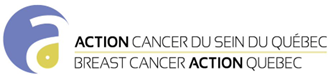 ACTION CANCER DU SEIN DU QUÉBEC
BREAST CANCER ACTION QUEBEC